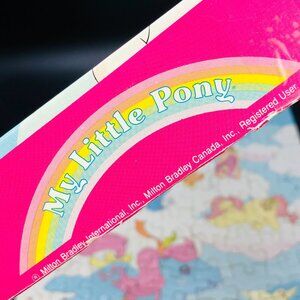 My Little Pony
® Milton Bradley International, Inc., Milton Bradley Canada, Inc., Registered User